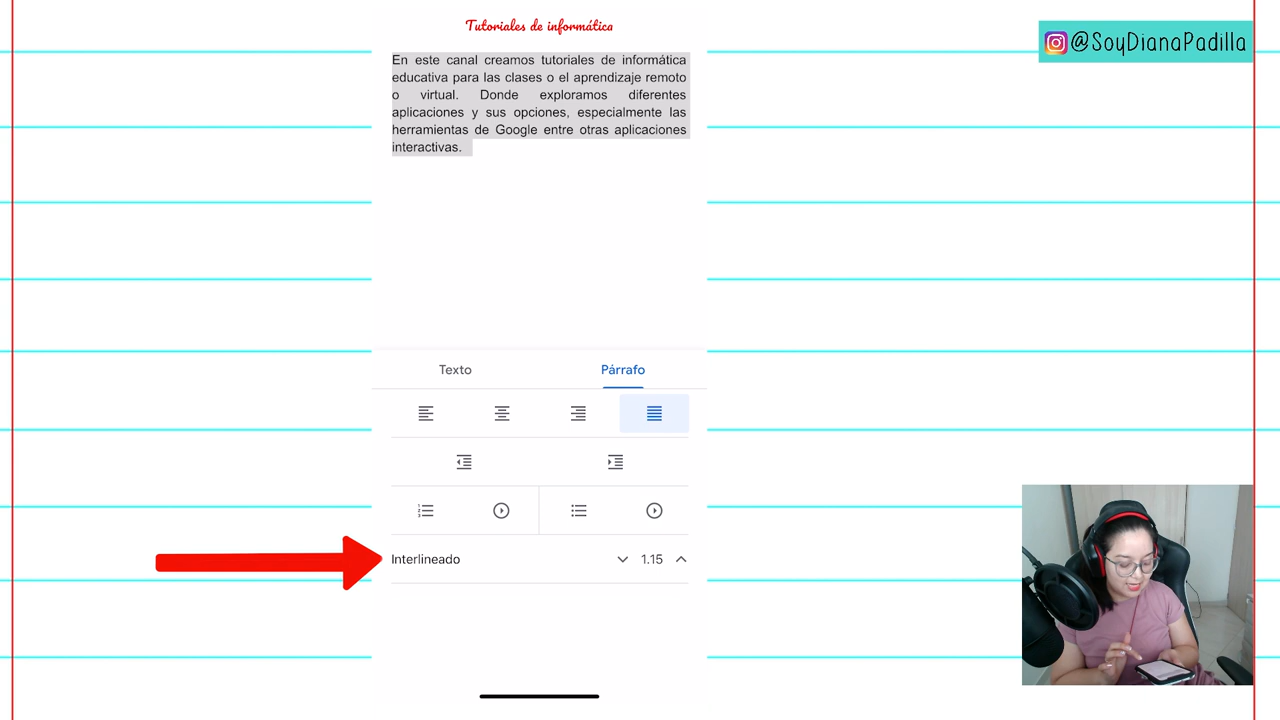 Tutoriales de informática
@SoyDianaPadilla
En este canal creamos tutoriales de informática
educativa para las clases o el aprendizaje remoto
o virtual. Donde exploramos diferentes
aplicaciones y sus opciones, especialmente las
herramientas de Google entre otras aplicaciones
interactivas.
Texto
Párrafo
Interlineado
1.15